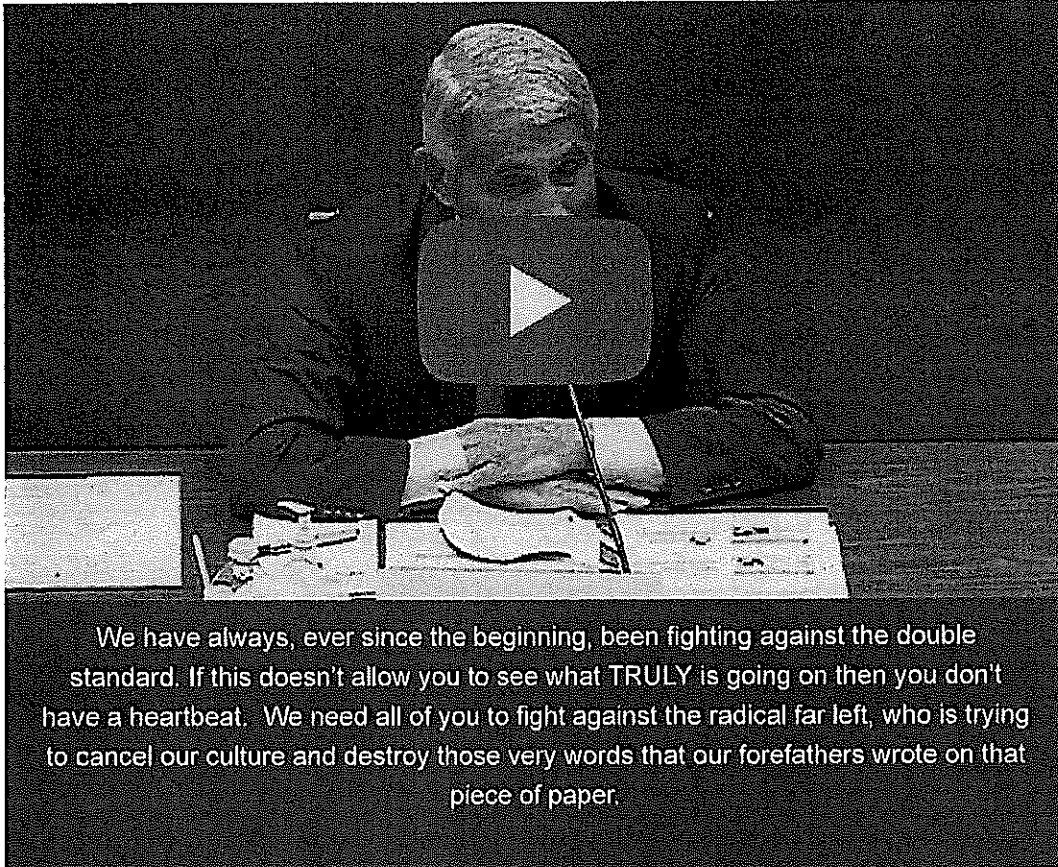 We have always, ever since the beginning, been fighting against the double
standard. If this doesn't allow you to see what TRULY is going on then you don't
have a heartbeat.  We need all of you to fight against the radical far left, who is trying
to cancel our culture and destroy those very words that our forefathers wrote on that
piece of paper.